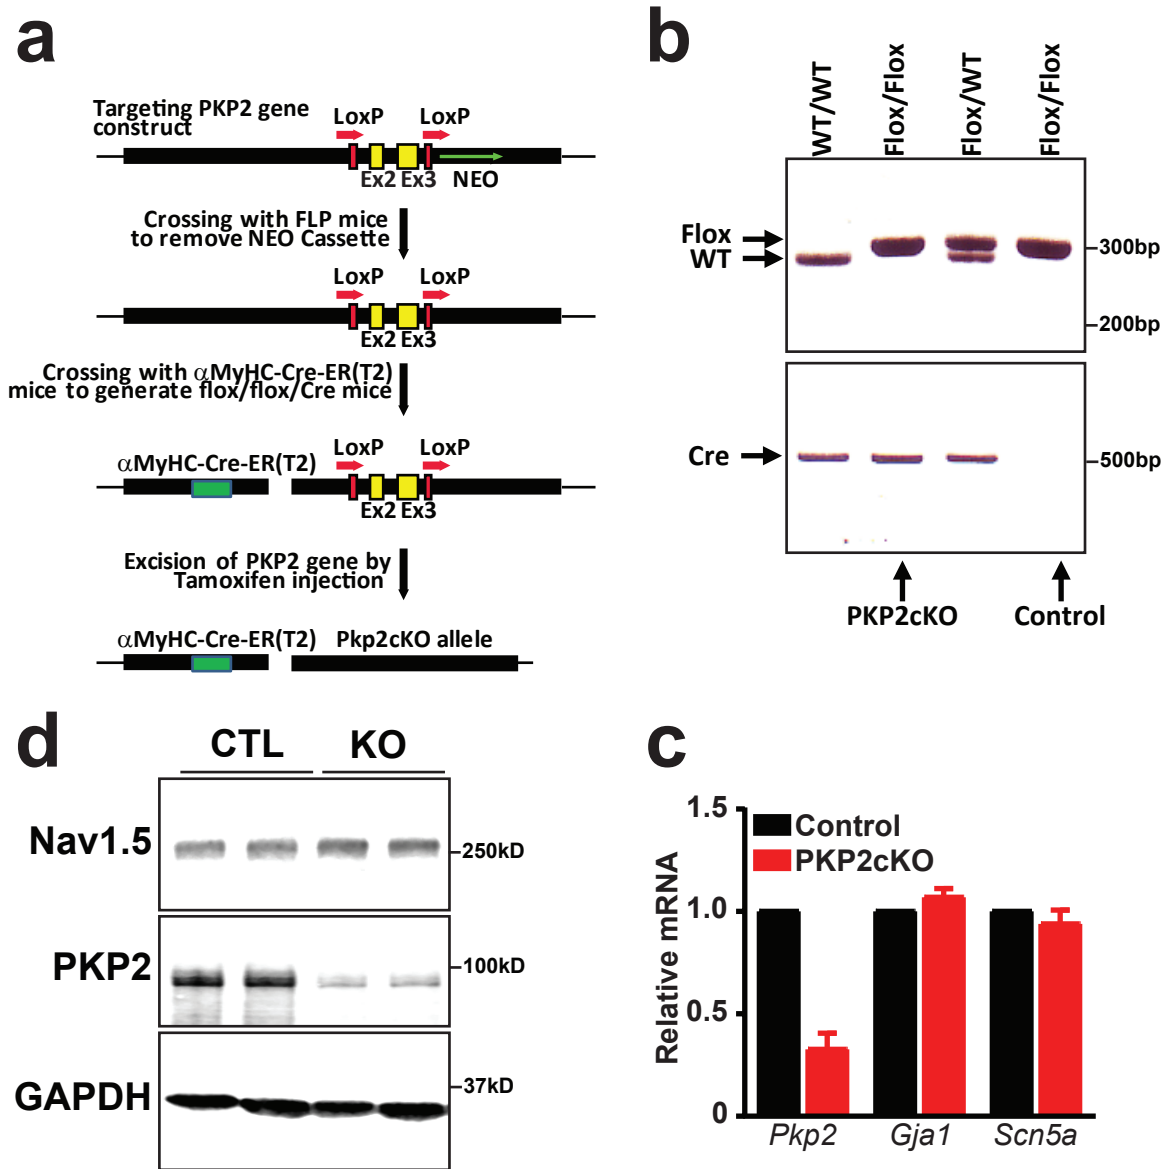 a
Targeting PKP2 gene
construct
LoxP LoxP
Ex2 Ex3 NEO
Crossing with FLP mice
to remove NEO Cassette
LoxP LoxP
Ex2 Ex3
Crossing with αMyHC-Cre-ER(T2)
mice to generate flox/flox/Cre mice
αMyHC-Cre-ER(T2) LoxP LoxP
Ex2 Ex3
Excision of PKP2 gene by
Tamoxifen injection
αMyHC-Cre-ER(T2) Pkp2cKO allele
b
WT/WT
Flox/Flox
Flox/WT
Flox/Flox
Flox
WT
300bp
200bp
Cre
500bp
PKP2cKO Control
d
CTL KO
Nav1.5
250kD
PKP2
100kD
GAPDH
37kD
c
Relative mRNA
1.5
1.0
0.5
0
Control
PKP2cKO
Pkp2 Gja1 Scn5a